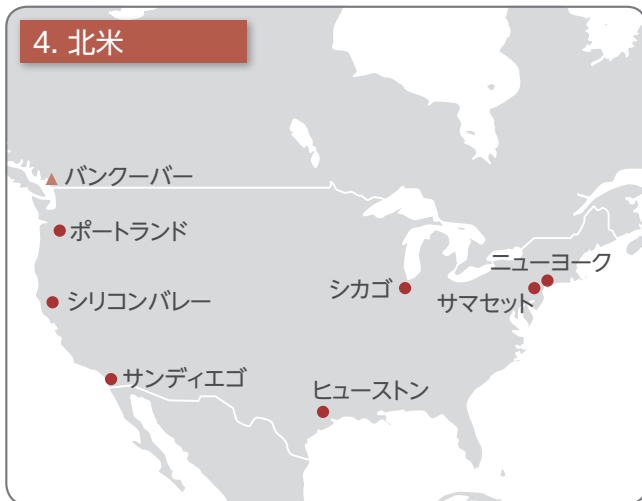 4. 北米
バンクーバー
ポートランド
ニューヨーク
シカゴ
サマセット
シリコンバレー
サンディエゴ
ヒューストン